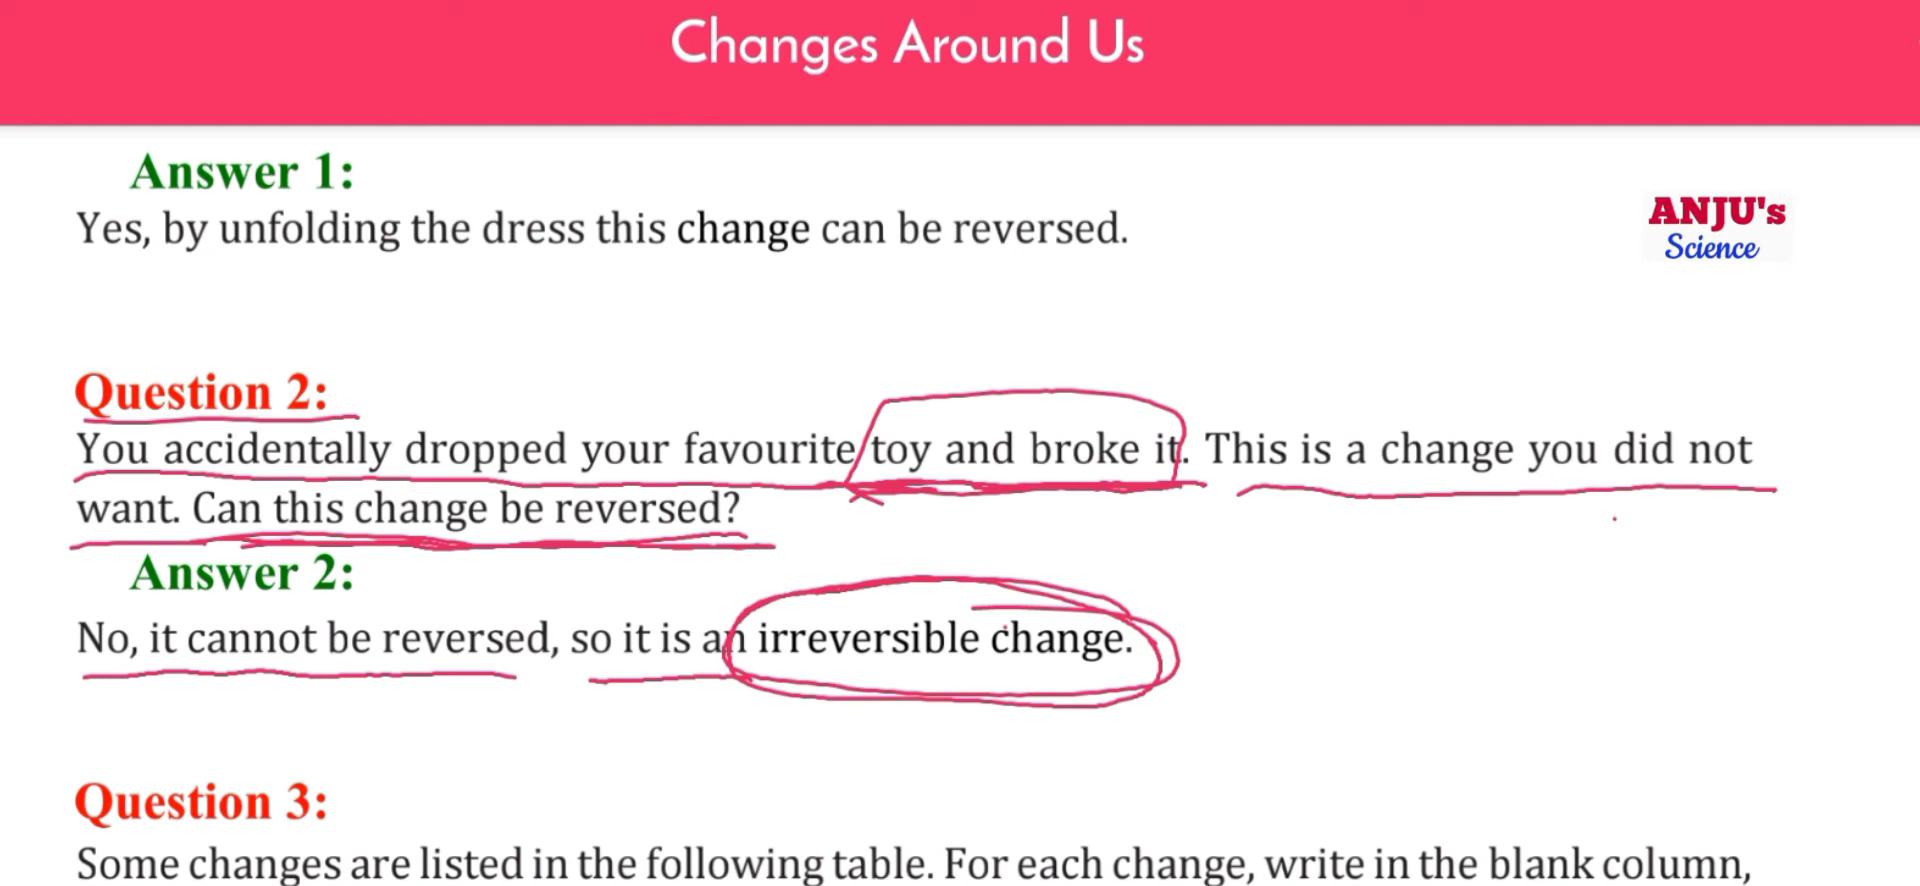 Changes Around Us
Answer 1:
Yes, by unfolding the dress this change can be reversed.
ANJU's
Science
Question 2:
You accidentally dropped your favourite toy and broke it. This is a change you did not
want. Can this change be reversed?
Answer 2:
No, it cannot be reversed, so it is an irreversible change.
Question 3:
Some changes are listed in the following table. For each change, write in the blank column,